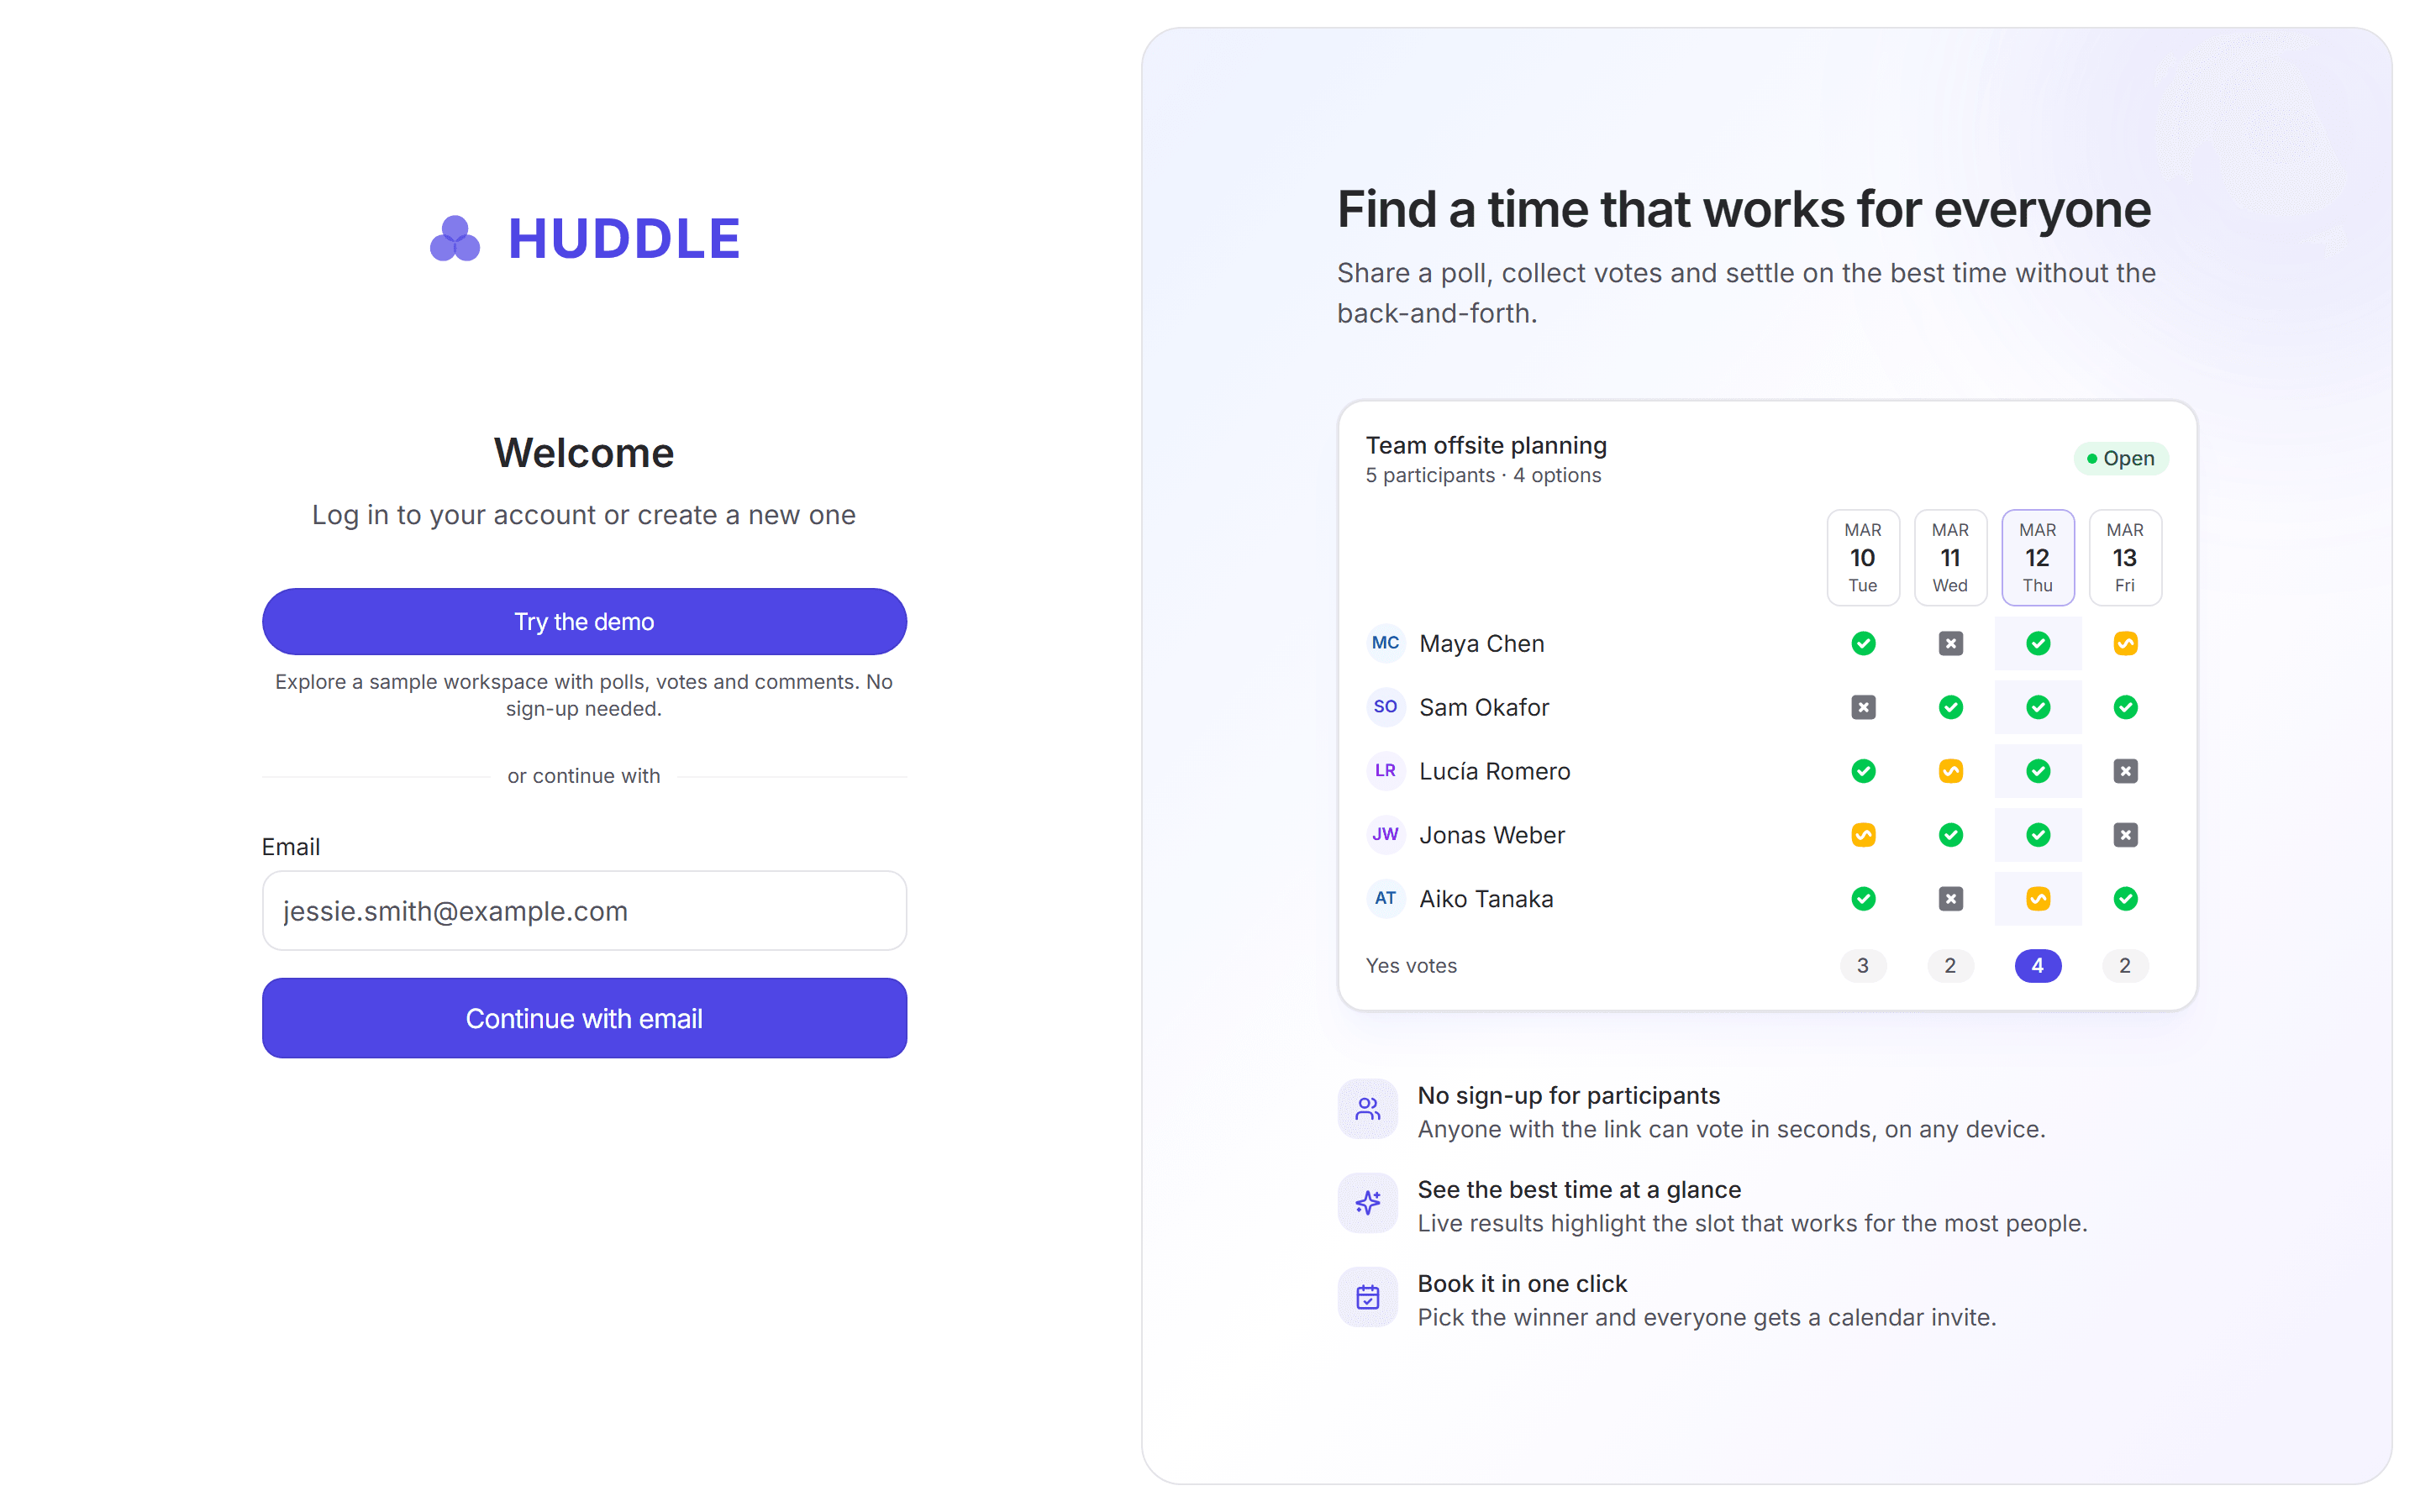 HUDDLE
Welcome
Log in to your account or create a new one
Try the demo
Explore a sample workspace with polls, votes and comments. No
sign-up needed.
or continue with
Email
jessie.smith@example.com
Continue with email
Find a time that works for everyone
Share a poll, collect votes and settle on the best time without the
back-and-forth.
Team offsite planning
5 participants · 4 options
Open
MAR MAR MAR MAR
10 11 12 13
Tue Wed Thu Fri
MC Maya Chen
SO Sam Okafor
LR Lucía Romero
JW Jonas Weber
AT Aiko Tanaka
Yes votes 3 2 4 2
No sign-up for participants
Anyone with the link can vote in seconds, on any device.
See the best time at a glance
Live results highlight the slot that works for the most people.
Book it in one click
Pick the winner and everyone gets a calendar invite.